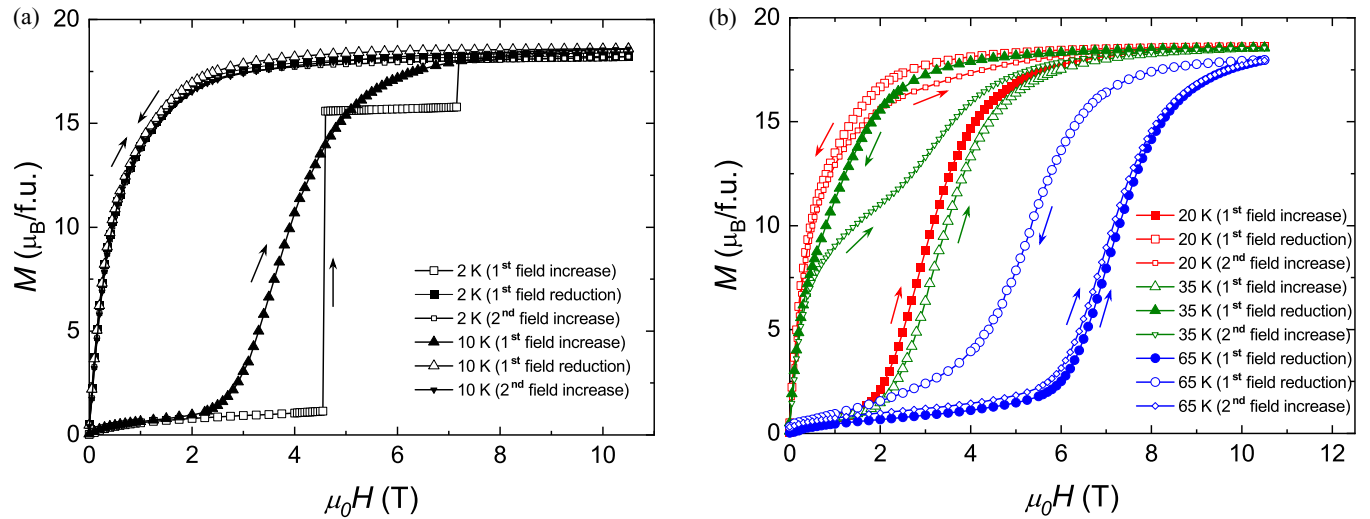 (a)
20
15
10
5
0
0
2
4
6
8
10
M (μB/f.u.)
μ0H (T)
2 K (1st field increase)
2 K (1st field reduction)
2 K (2nd field increase)
10 K (1st field increase)
10 K (1st field reduction)
10 K (2nd field increase)
(b)
20
15
10
5
0
0
2
4
6
8
10
12
M (μB/f.u.)
μ0H (T)
20 K (1st field increase)
20 K (1st field reduction)
20 K (2nd field increase)
35 K (1st field increase)
35 K (1st field reduction)
35 K (2nd field increase)
65 K (1st field reduction)
65 K (1st field reduction)
65 K (2nd field increase)